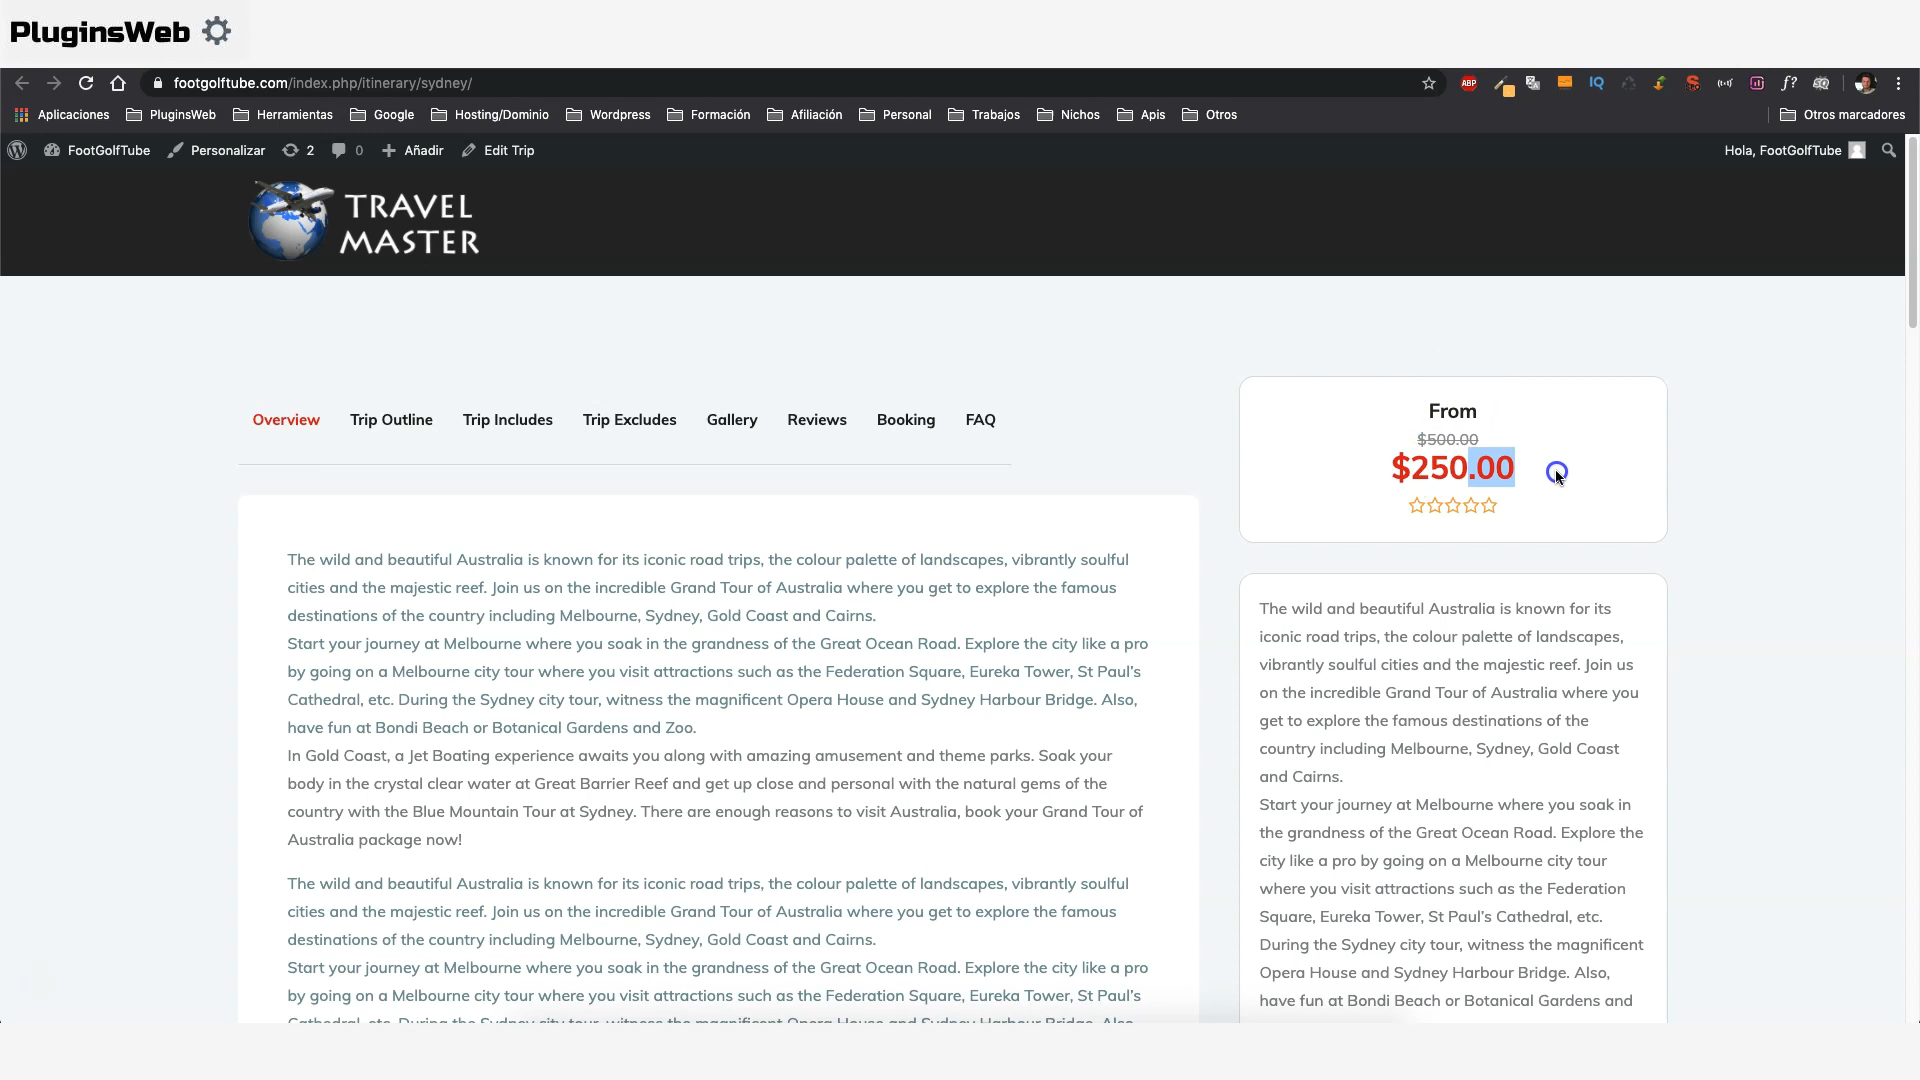 PluginsWeb
footgolftube.com/index.php/itinerary/sydney/
ABP
IQ
f?
Aplicaciones PluginsWeb Herramientas Google Hosting/Dominio Wordpress Formación Afiliación Personal Trabajos Nichos Apis Otros Otros marcadores
FootGolfTube Personalizar 2 0 Añadir Edit Trip Hola, FootGolfTube
TRAVEL
MASTER
Overview Trip Outline Trip Includes Trip Excludes Gallery Reviews Booking FAQ
From
$500.00
$250.00
The wild and beautiful Australia is known for its iconic road trips, the colour palette of landscapes, vibrantly soulful
cities and the majestic reef. Join us on the incredible Grand Tour of Australia where you get to explore the famous
destinations of the country including Melbourne, Sydney, Gold Coast and Cairns.
Start your journey at Melbourne where you soak in the grandness of the Great Ocean Road. Explore the city like a pro
by going on a Melbourne city tour where you visit attractions such as the Federation Square, Eureka Tower, St Paul's
Cathedral, etc. During the Sydney city tour, witness the magnificent Opera House and Sydney Harbour Bridge. Also,
have fun at Bondi Beach or Botanical Gardens and Zoo.
In Gold Coast, a Jet Boating experience awaits you along with amazing amusement and theme parks. Soak your
body in the crystal clear water at Great Barrier Reef and get up close and personal with the natural gems of the
country with the Blue Mountain Tour at Sydney. There are enough reasons to visit Australia, book your Grand Tour of
Australia package now!
The wild and beautiful Australia is known for its iconic road trips, the colour palette of landscapes, vibrantly soulful
cities and the majestic reef. Join us on the incredible Grand Tour of Australia where you get to explore the famous
destinations of the country including Melbourne, Sydney, Gold Coast and Cairns.
Start your journey at Melbourne where you soak in the grandness of the Great Ocean Road. Explore the city like a pro
by going on a Melbourne city tour where you visit attractions such as the Federation Square, Eureka Tower, St Paul's
Cathedral, etc. During the Sydney city tour, witness the magnificent Opera House and Sydney Harbour Bridge. Also,
The wild and beautiful Australia is known for its
iconic road trips, the colour palette of landscapes,
vibrantly soulful cities and the majestic reef. Join us
on the incredible Grand Tour of Australia where you
get to explore the famous destinations of the
country including Melbourne, Sydney, Gold Coast
and Cairns.
Start your journey at Melbourne where you soak in
the grandness of the Great Ocean Road. Explore the
city like a pro by going on a Melbourne city tour
where you visit attractions such as the Federation
Square, Eureka Tower, St Paul's Cathedral, etc.
During the Sydney city tour, witness the magnificent
Opera House and Sydney Harbour Bridge. Also,
have fun at Bondi Beach or Botanical Gardens and